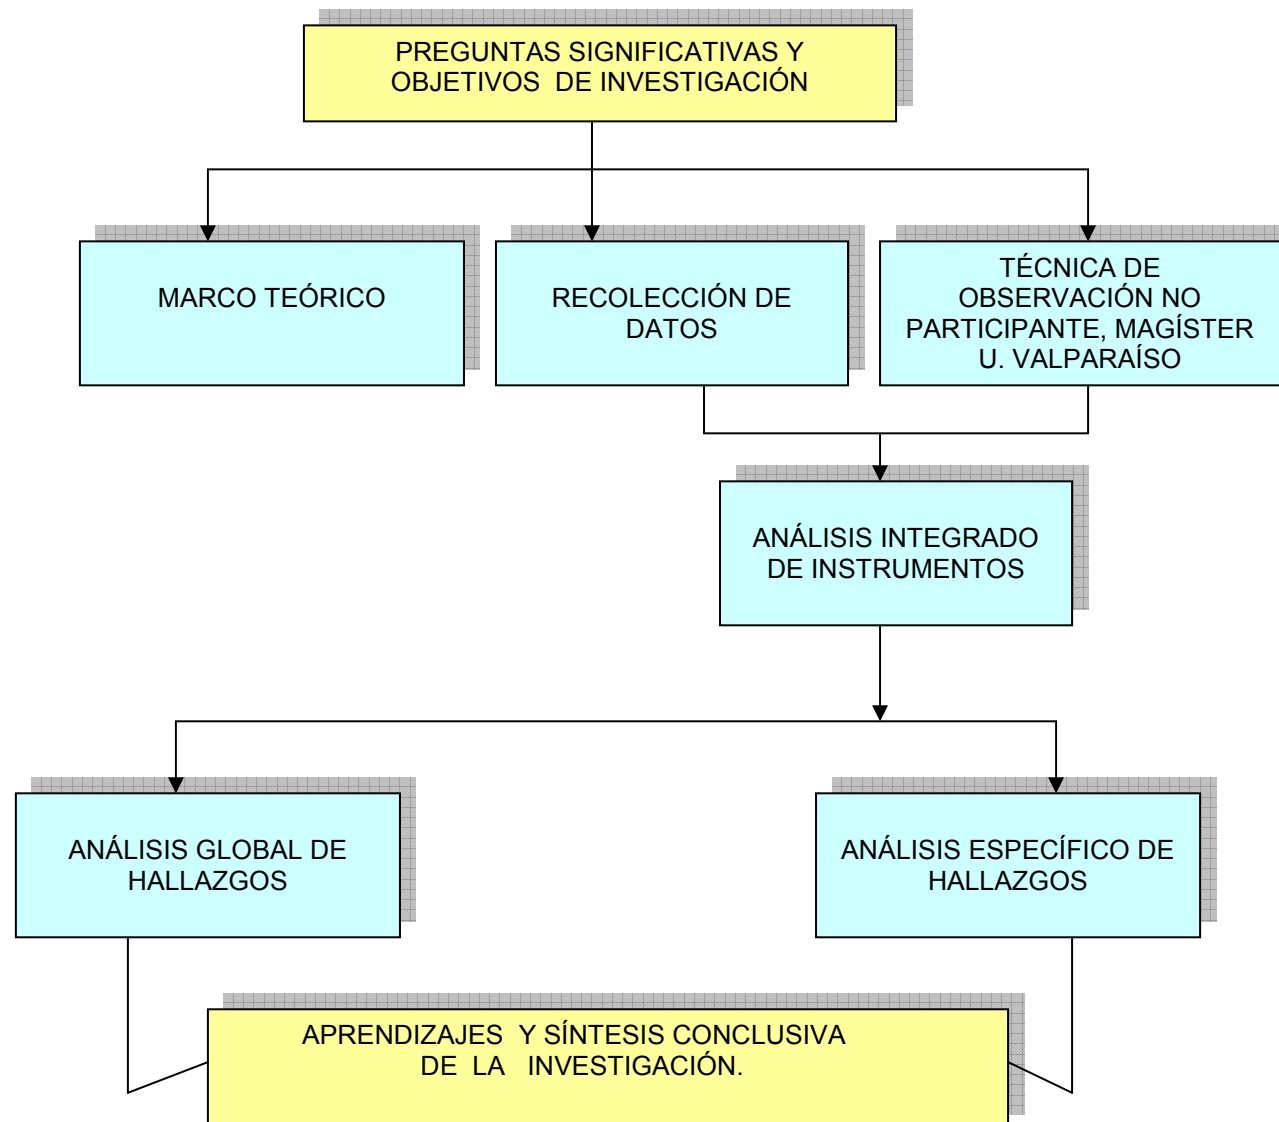 PREGUNTAS SIGNIFICATIVAS Y
OBJETIVOS DE INVESTIGACIÓN
MARCO TEÓRICO
RECOLECCIÓN DE
DATOS
TÉCNICA DE
OBSERVACIÓN NO
PARTICIPANTE, MAGÍSTER
U. VALPARAÍSO
ANÁLISIS INTEGRADO
DE INSTRUMENTOS
ANÁLISIS GLOBAL DE
HALLAZGOS
ANÁLISIS ESPECÍFICO DE
HALLAZGOS
APRENDIZAJES Y SÍNTESIS CONCLUSIVA
DE LA INVESTIGACIÓN.